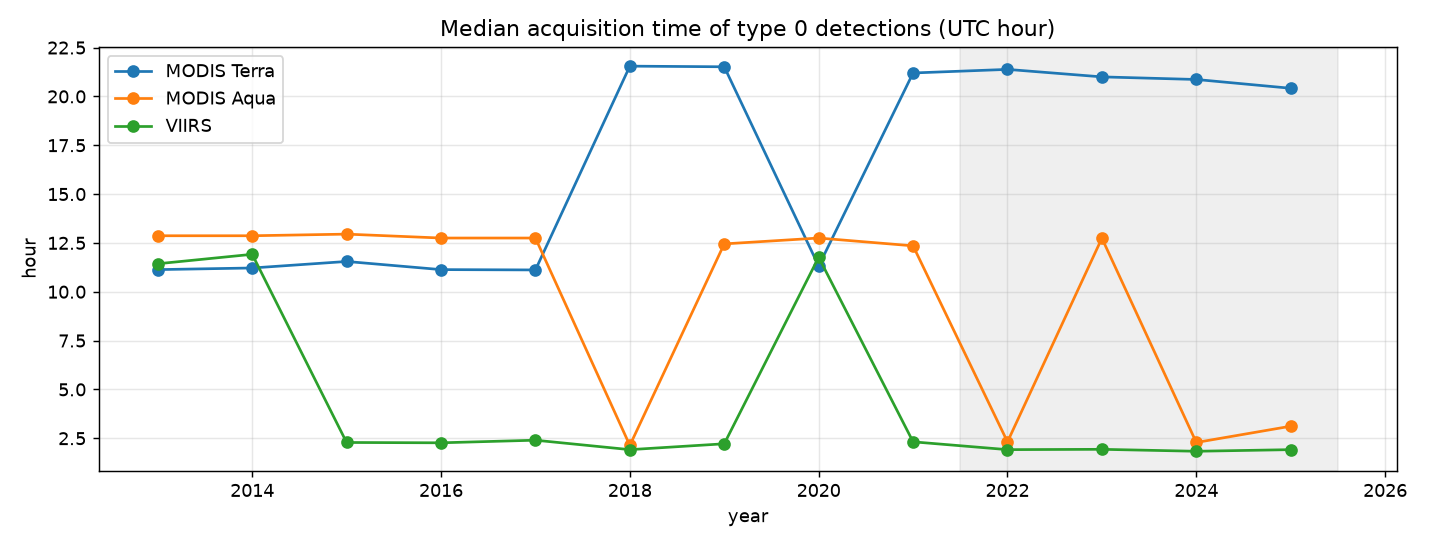 Median acquisition time of type 0 detections (UTC hour)
22.5
20.0
17.5
15.0
12.5
10.0
7.5
5.0
2.5
hour
MODIS Terra
MODIS Aqua
VIIRS
2014
2016
2018
2020
2022
2024
2026
year